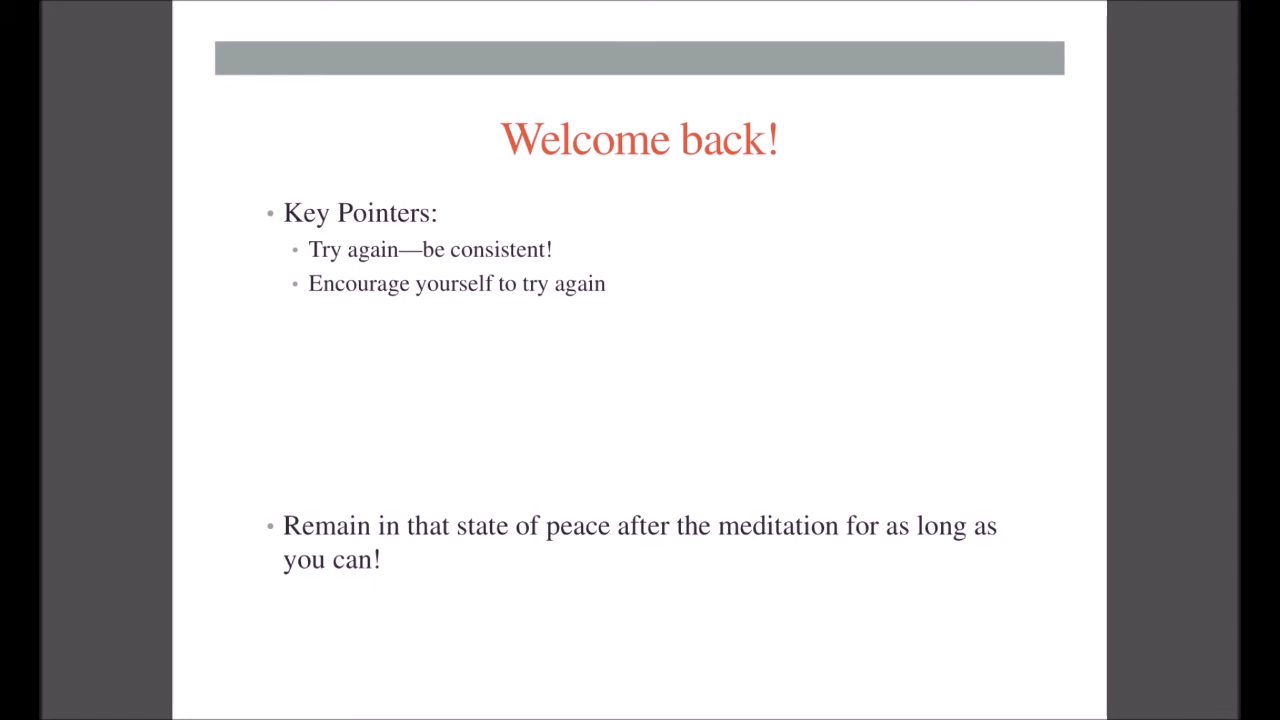 Welcome back!
• Key Pointers:
• Try again—be consistent!
• Encourage yourself to try again
• Remain in that state of peace after the meditation for as long as
you can!